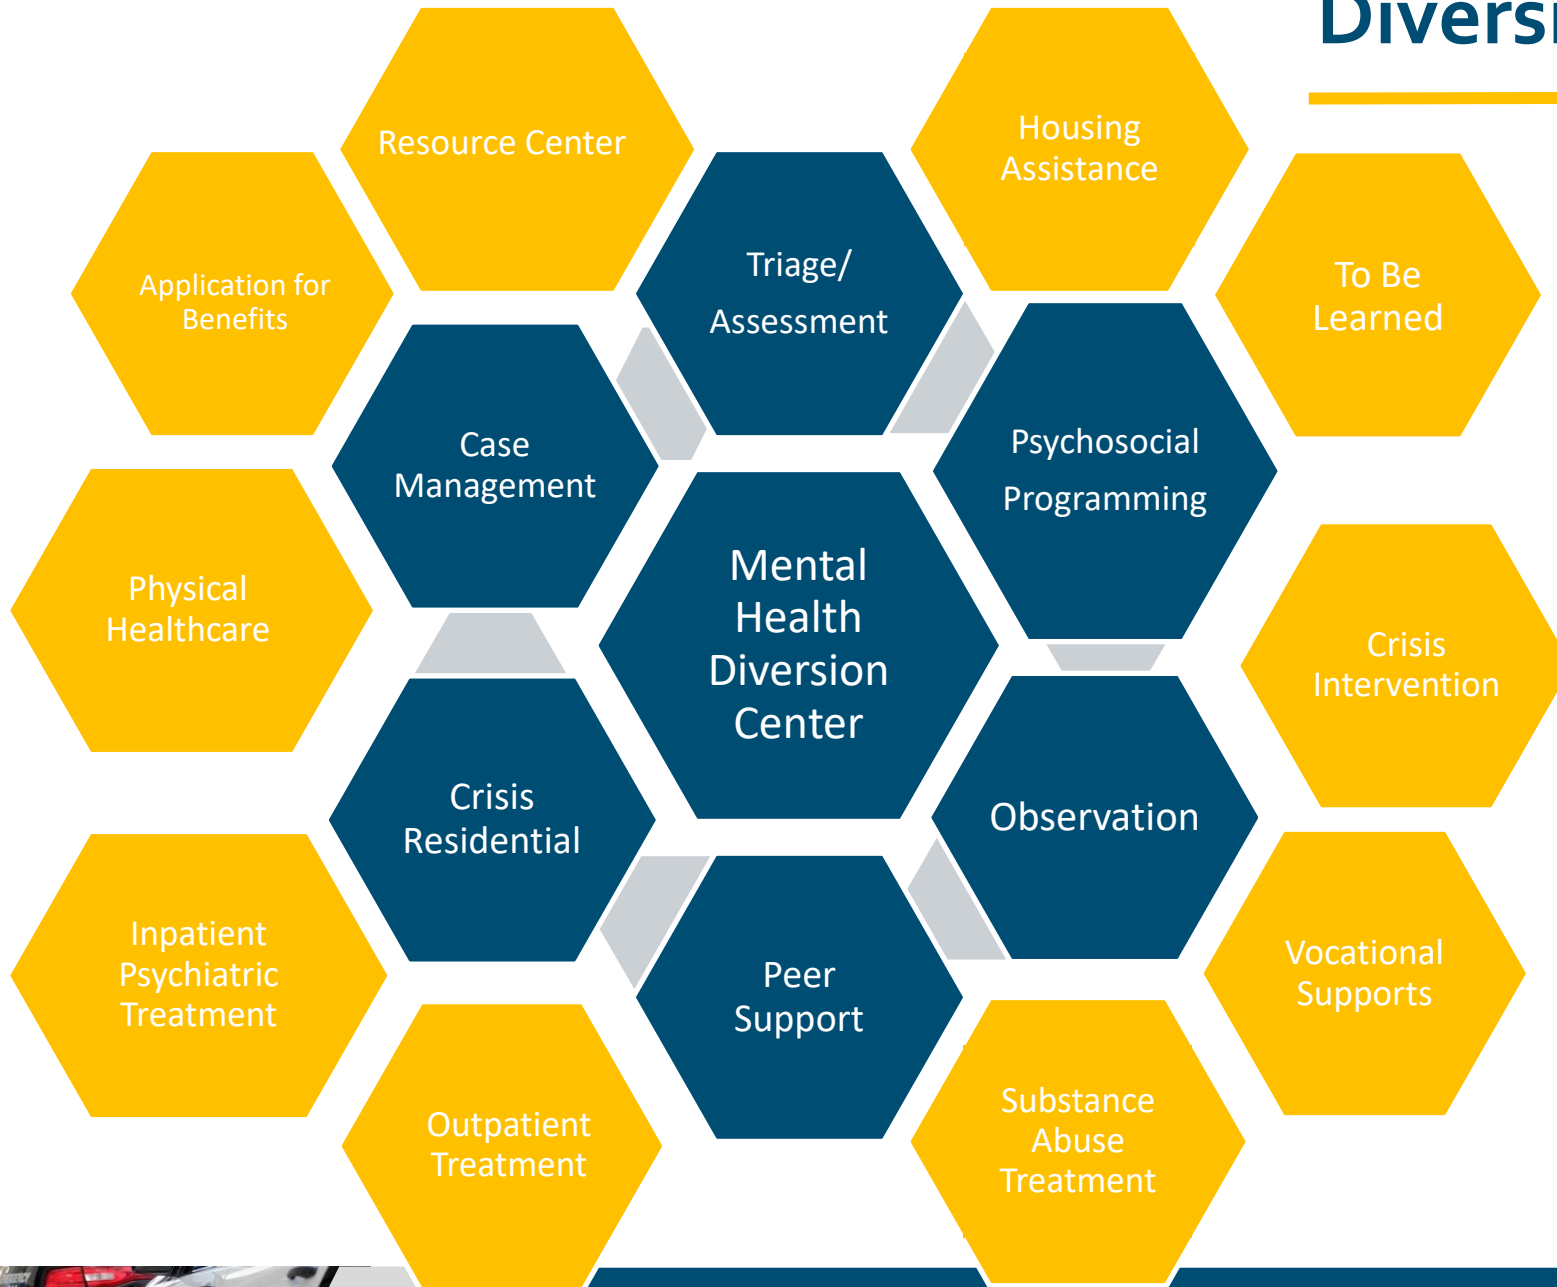 Resource Center
Housing
Assistance
Application for
Benefits
Triage/
Assessment
To Be
Learned
Case
Management
Psychosocial
Programming
Physical
Healthcare
Mental
Health
Diversion
Center
Crisis
Intervention
Crisis
Residential
Observation
Inpatient
Psychiatric
Treatment
Peer
Support
Vocational
Supports
Outpatient
Treatment
Substance
Abuse
Treatment